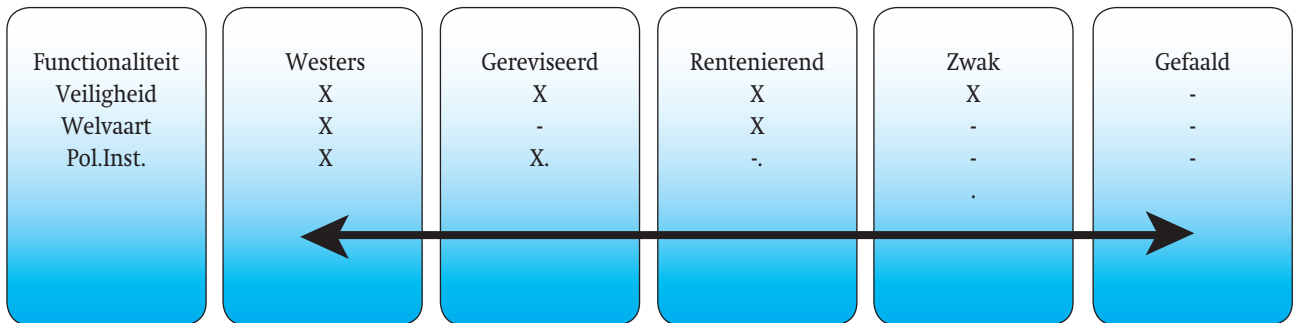 Functionaliteit Westers Gereviseerd Rentenierend Zwak Gefaald
Veiligheid X X X X -
Welvaart X - X - -
Pol.Inst. X X. -. - -
.